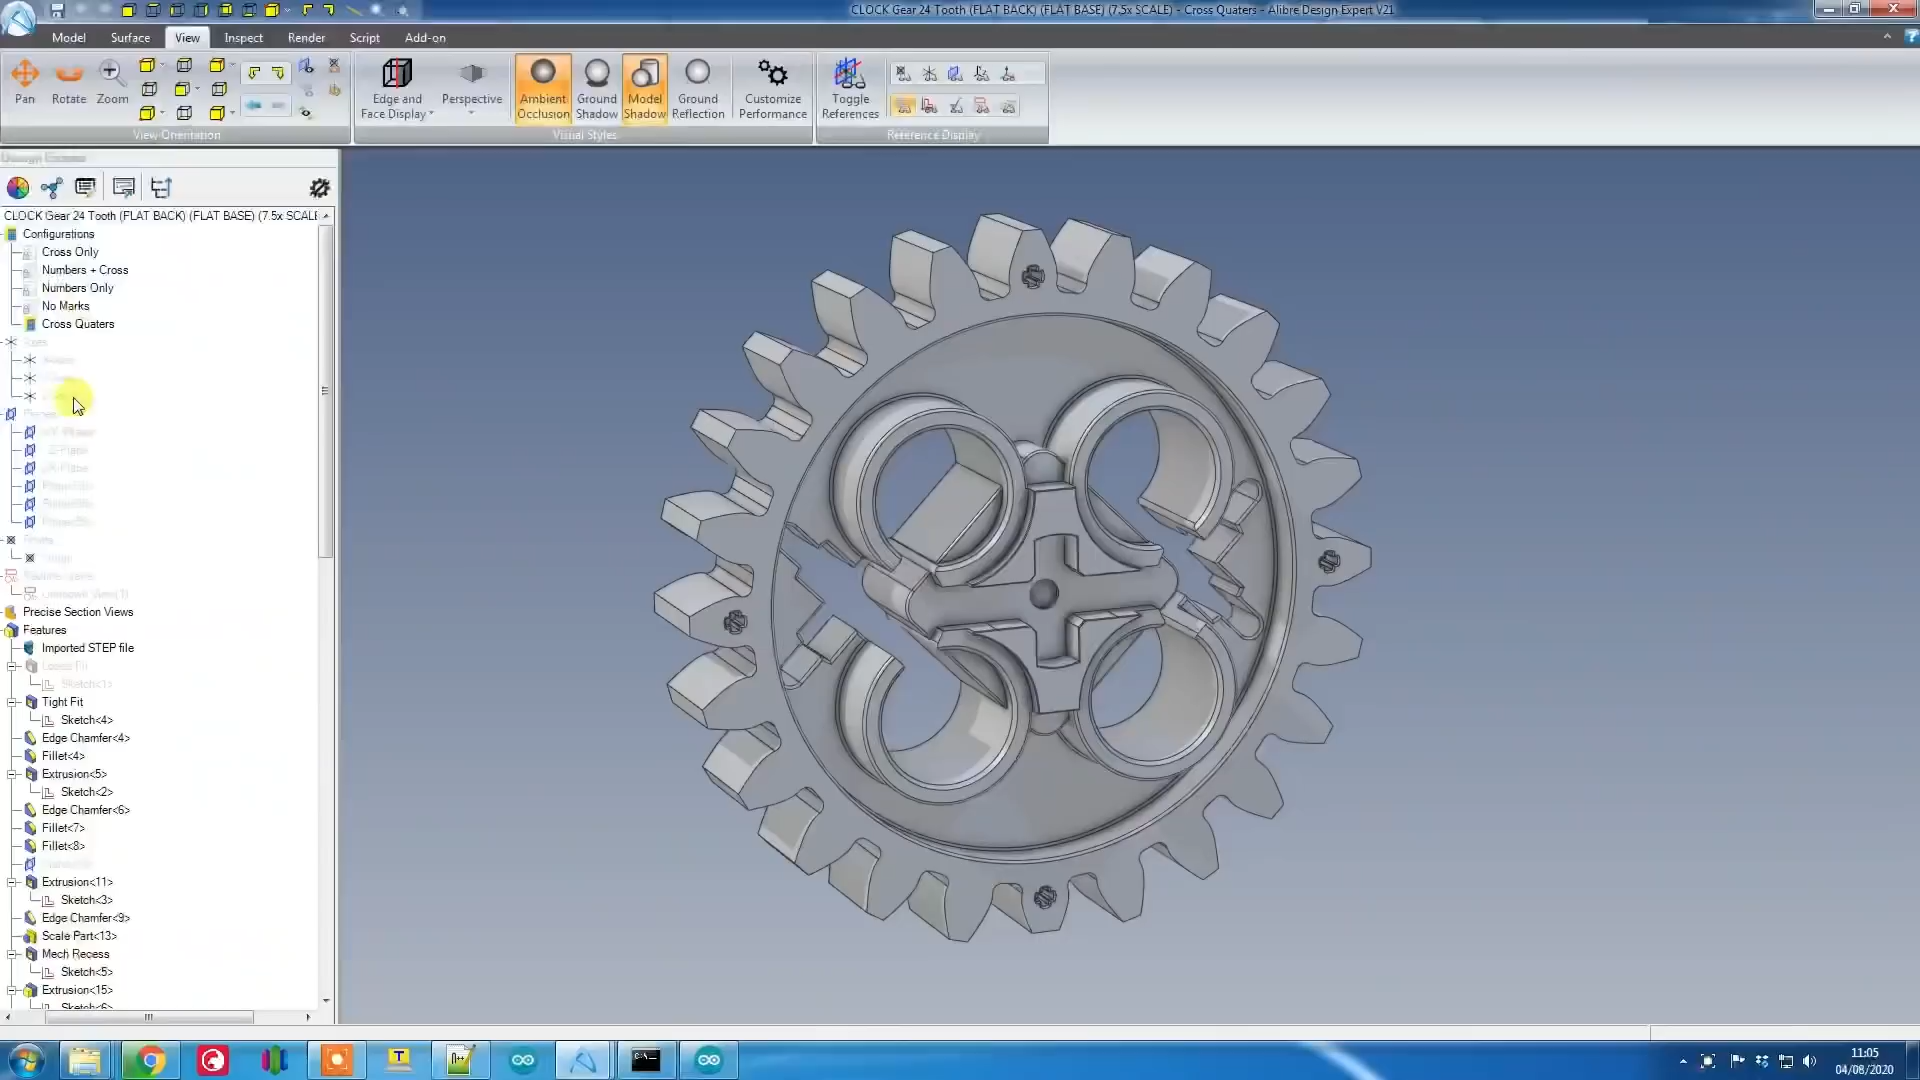 CLOCK Gear 24 Tooth (FLAT BACK) (FLAT BASE) (7.5x SCALE) - Cross Quaters - Alibre Design Expert V21
Model
Surface
View
Inspect
Render
Script
Add-on
Pan
Rotate
Zoom
View Orientation
Edge and
Face Display
Perspective
Ambient
Occlusion
Ground
Shadow
Model
Shadow
Ground
Reflection
Customize
Performance
Visual Styles
Toggle
References
Reference Display
CLOCK Gear 24 Tooth (FLAT BACK) (FLAT BASE) (7.5x SCALE
Configurations
Cross Only
Numbers + Cross
Numbers Only
No Marks
Cross Quaters
Precise Section Views
Features
Imported STEP file
Sketch<1>
Tight Fit
Sketch<4>
Edge Chamfer<4>
Fillet<4>
Extrusion<5>
Sketch<2>
Edge Chamfer<6>
Fillet<7>
Fillet<8>
Extrusion<11>
Sketch<3>
Edge Chamfer<9>
Scale Part<13>
Mech Recess
Sketch<5>
Extrusion<15>
Sketch<6>
11:05
04/08/2020